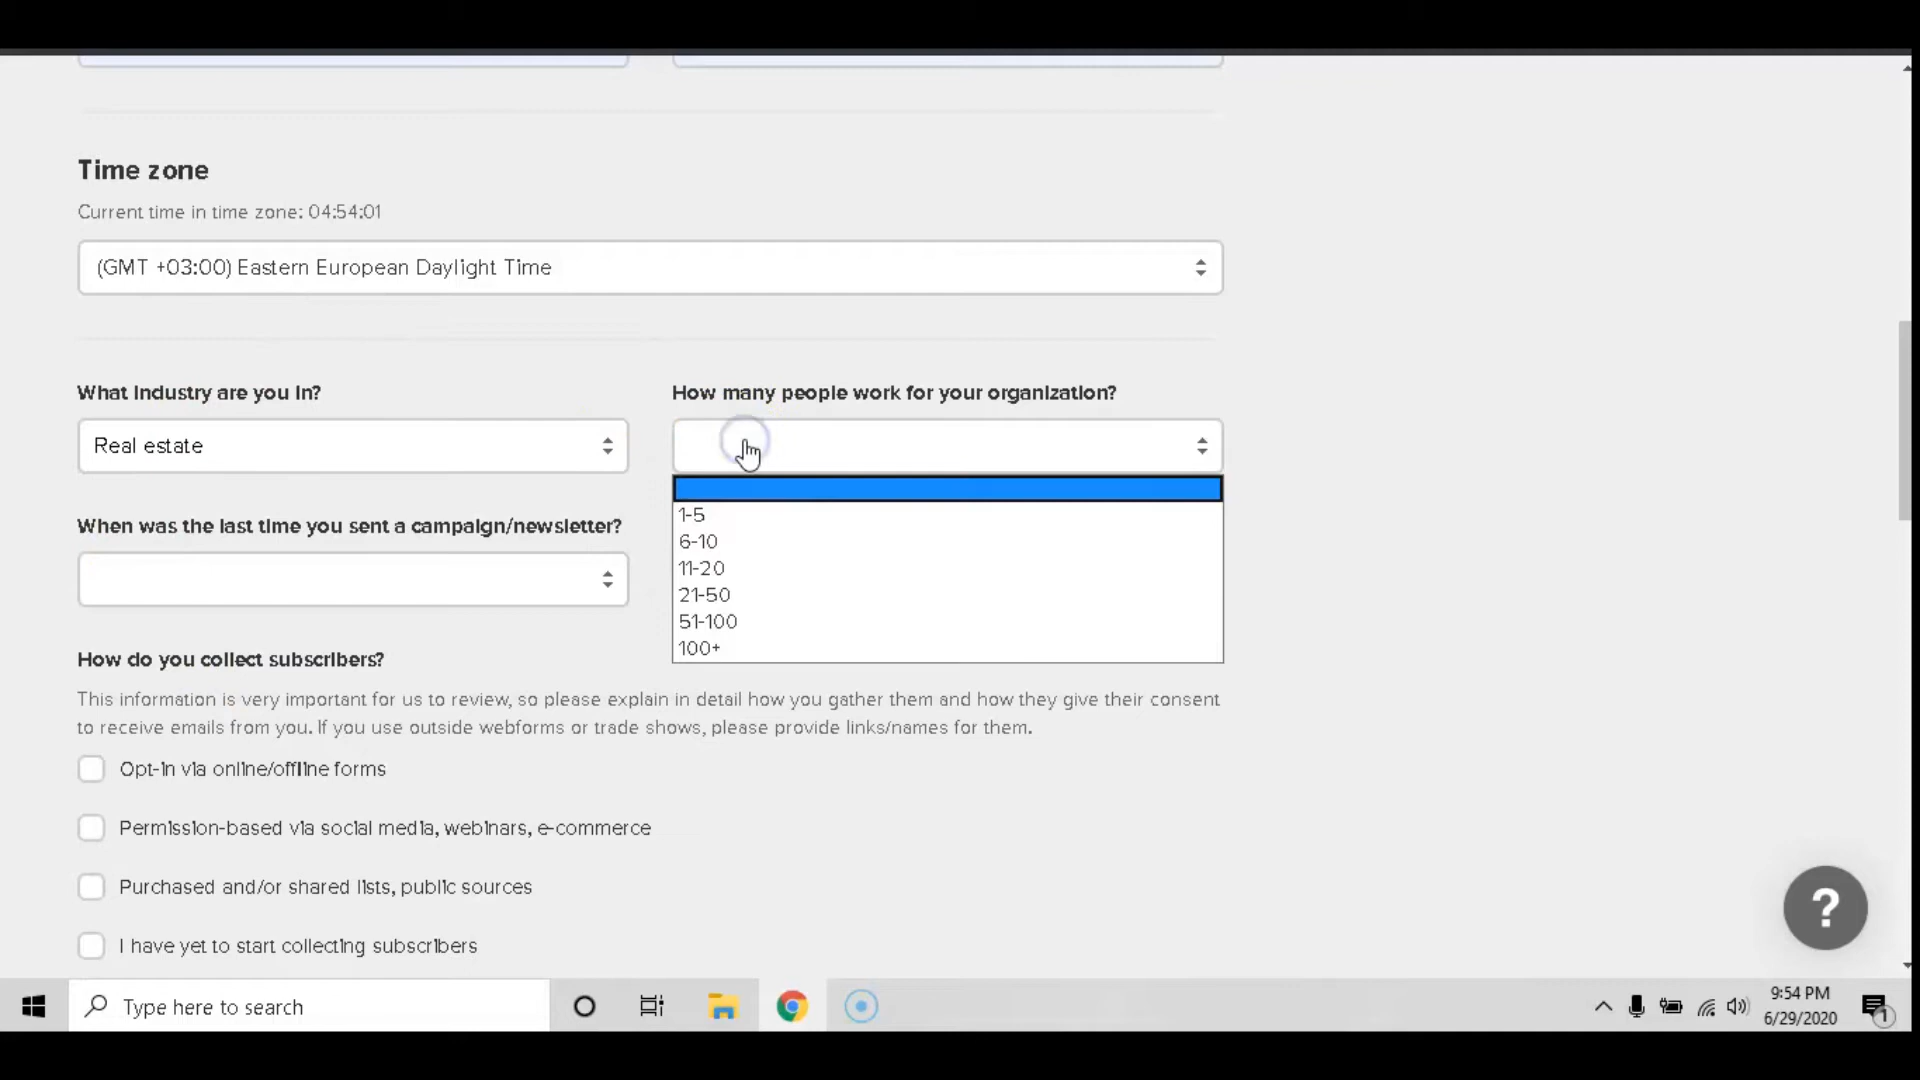 Time zone
Current time in time zone: 04:54:01
(GMT +03:00) Eastern European Daylight Time
What industry are you in?
How many people work for your organization?
Real estate
1-5
6-10
11-20
21-50
51-100
100+
When was the last time you sent a campaign/newsletter?
How do you collect subscribers?
This information is very important for us to review, so please explain in detail how you gather them and how they give their consent
to receive emails from you. If you use outside webforms or trade shows, please provide links/names for them.
Opt-in via online/offline forms
Permission-based via social media, webinars, e-commerce
Purchased and/or shared lists, public sources
I have yet to start collecting subscribers
?
Type here to search
9:54 PM
6/29/2020
1